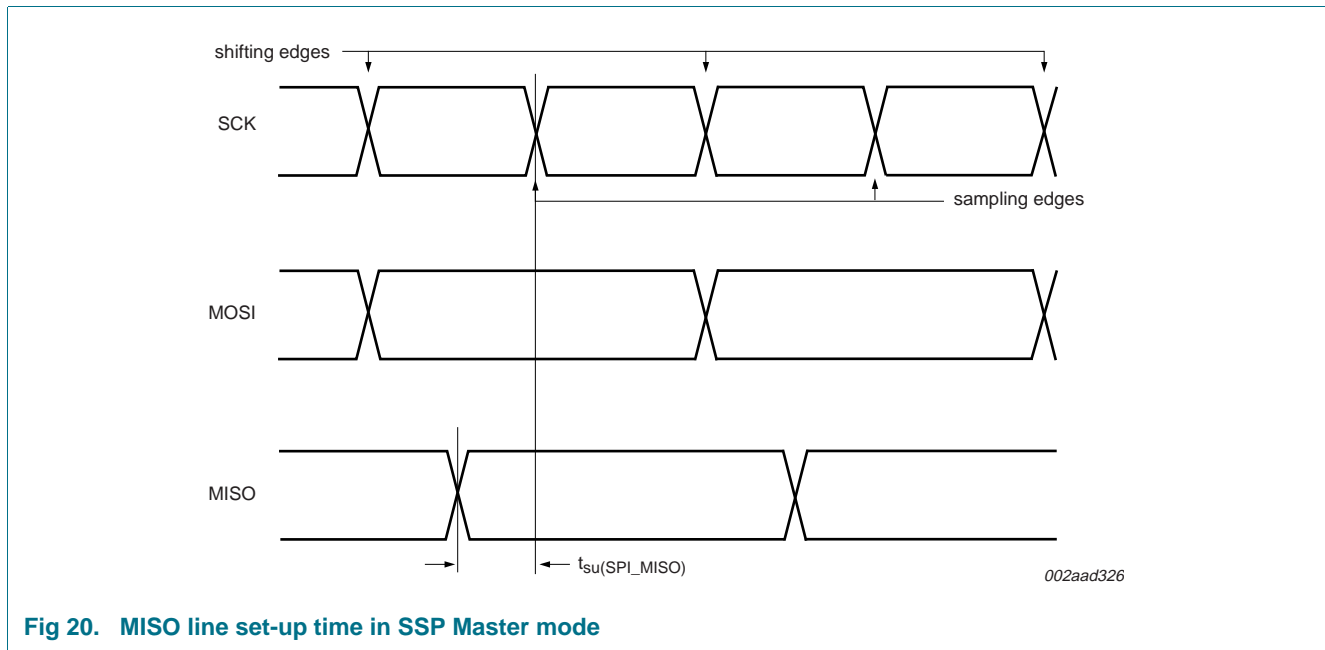 shifting edges
SCK
sampling edges
MOSI
MISO
tsu(SPI_MISO)
002aad326
Fig 20. MISO line set-up time in SSP Master mode